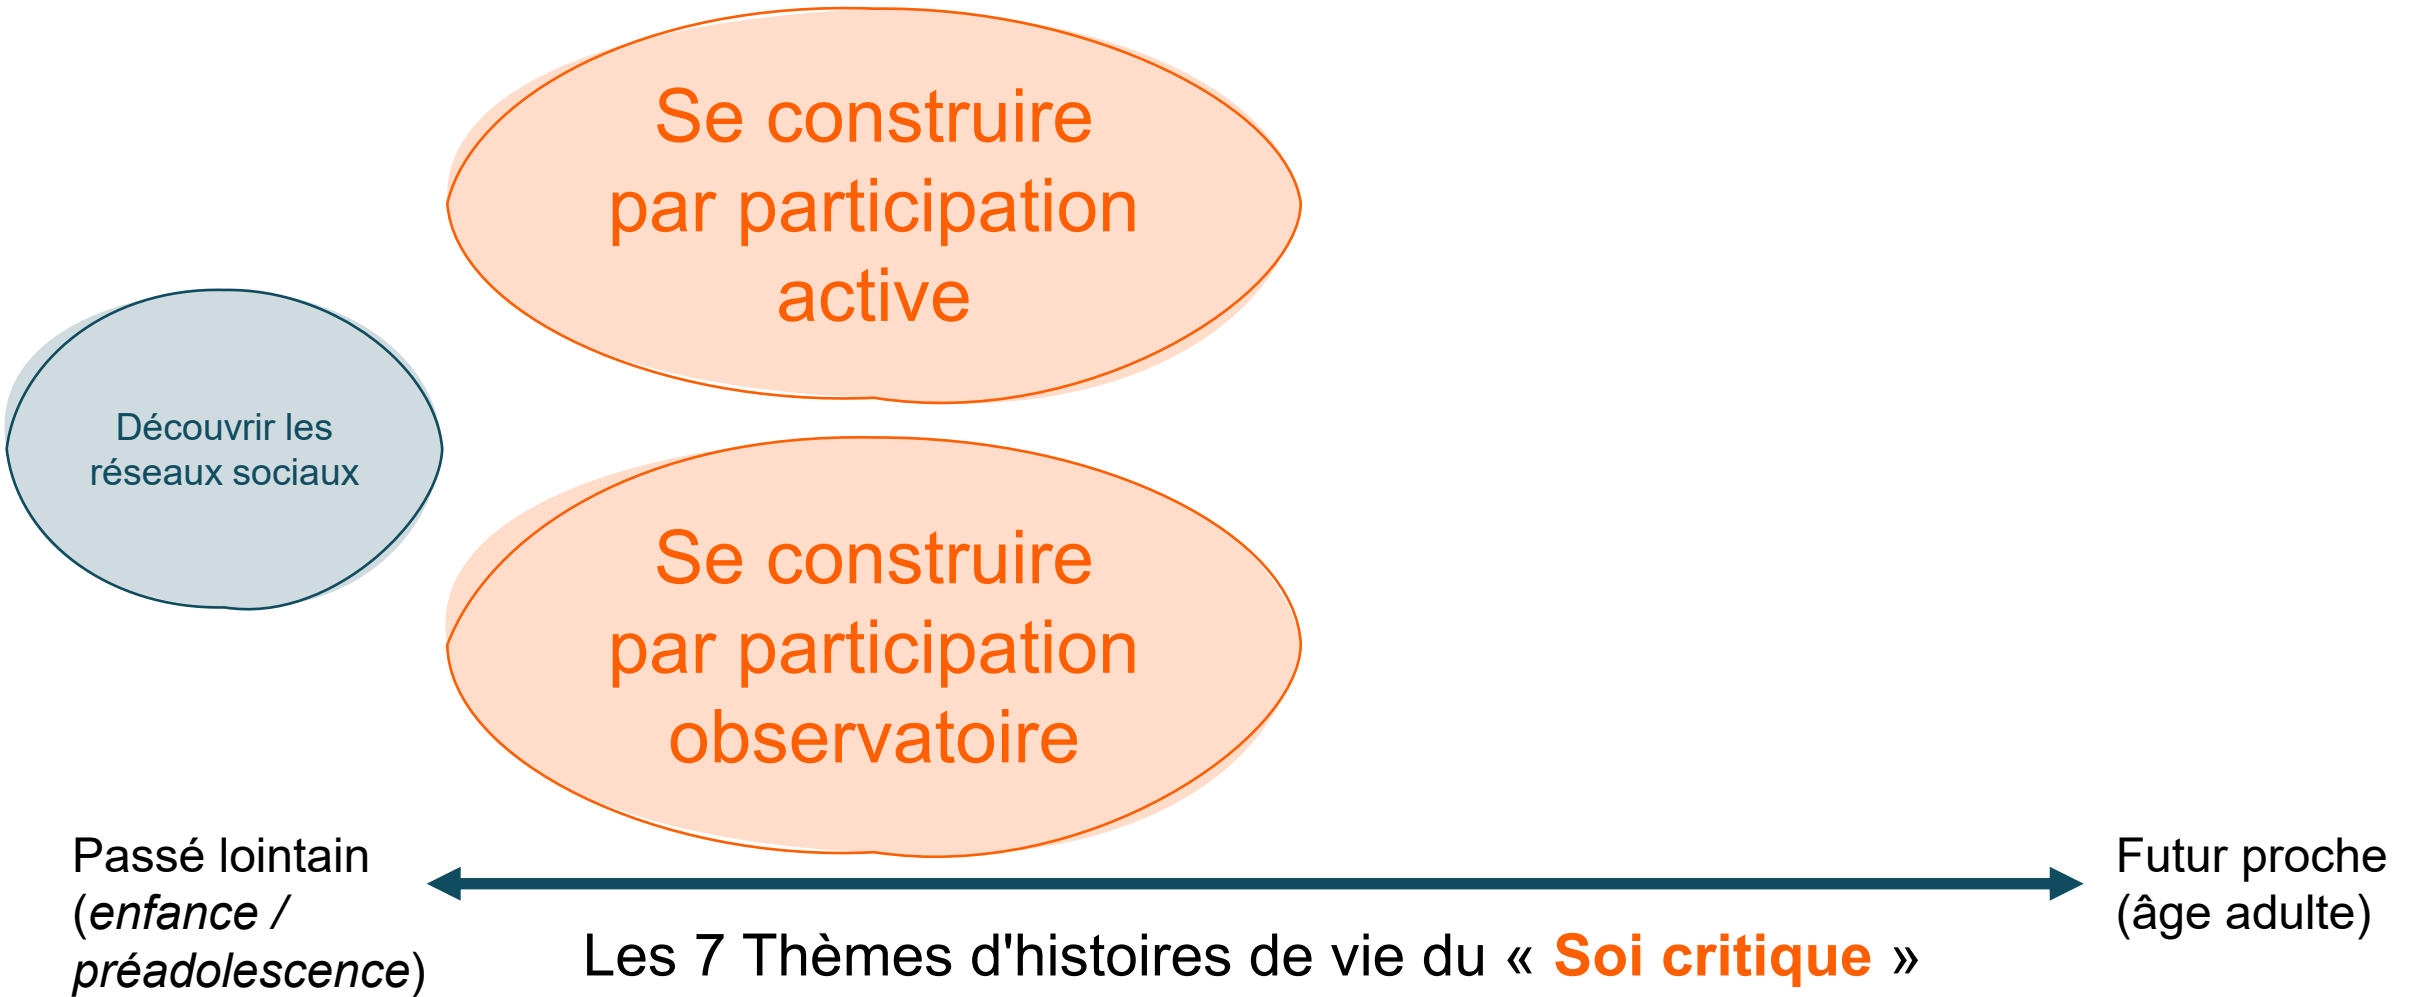 Se construire
par participation
active
Découvrir les
réseaux sociaux
Se construire
par participation
observatoire
Passé lointain
(enfance /
préadolescence)
Futur proche
(âge adulte)
Les 7 Thèmes d'histoires de vie du « Soi critique »